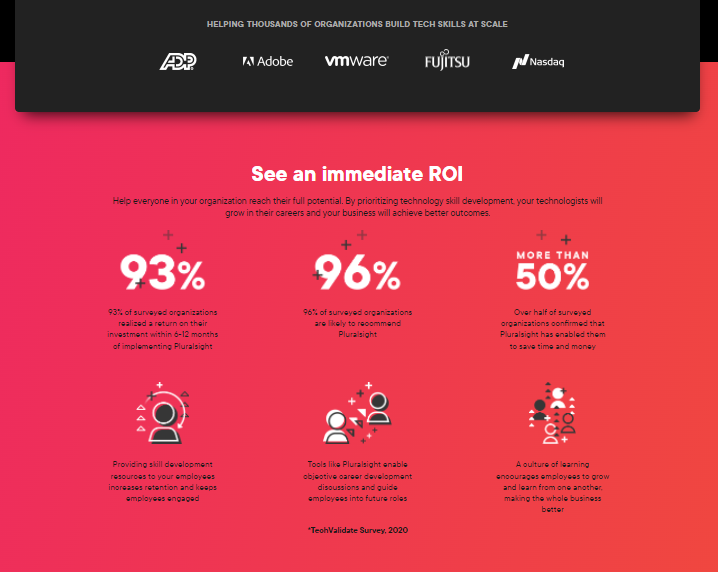 HELPING THOUSANDS OF ORGANIZATIONS BUILD TECH SKILLS AT SCALE
ADP Adobe vmware® FUJITSU Nasdaq
See an immediate ROI
Help everyone in your organization reach their full potential. By prioritizing technology skill development, your technologists will
grow in their careers and your business will achieve better outcomes.
93%
93% of surveyed organizations
realized a return on their
investment within 6-12 months
of implementing Pluralsight
96%
96% of surveyed organizations
are likely to recommend
Pluralsight
MORE THAN
50%
Over half of surveyed
organizations confirmed that
Pluralsight has enabled them
to save time and money
Providing skill development
resources to your employees
increases retention and keeps
employees engaged
Tools like Pluralsight enable
objective career development
discussions and guide
employees into future roles
A culture of learning
encourages employees to grow
and learn from one another,
making the whole business
better
*TechValidate Survey, 2020